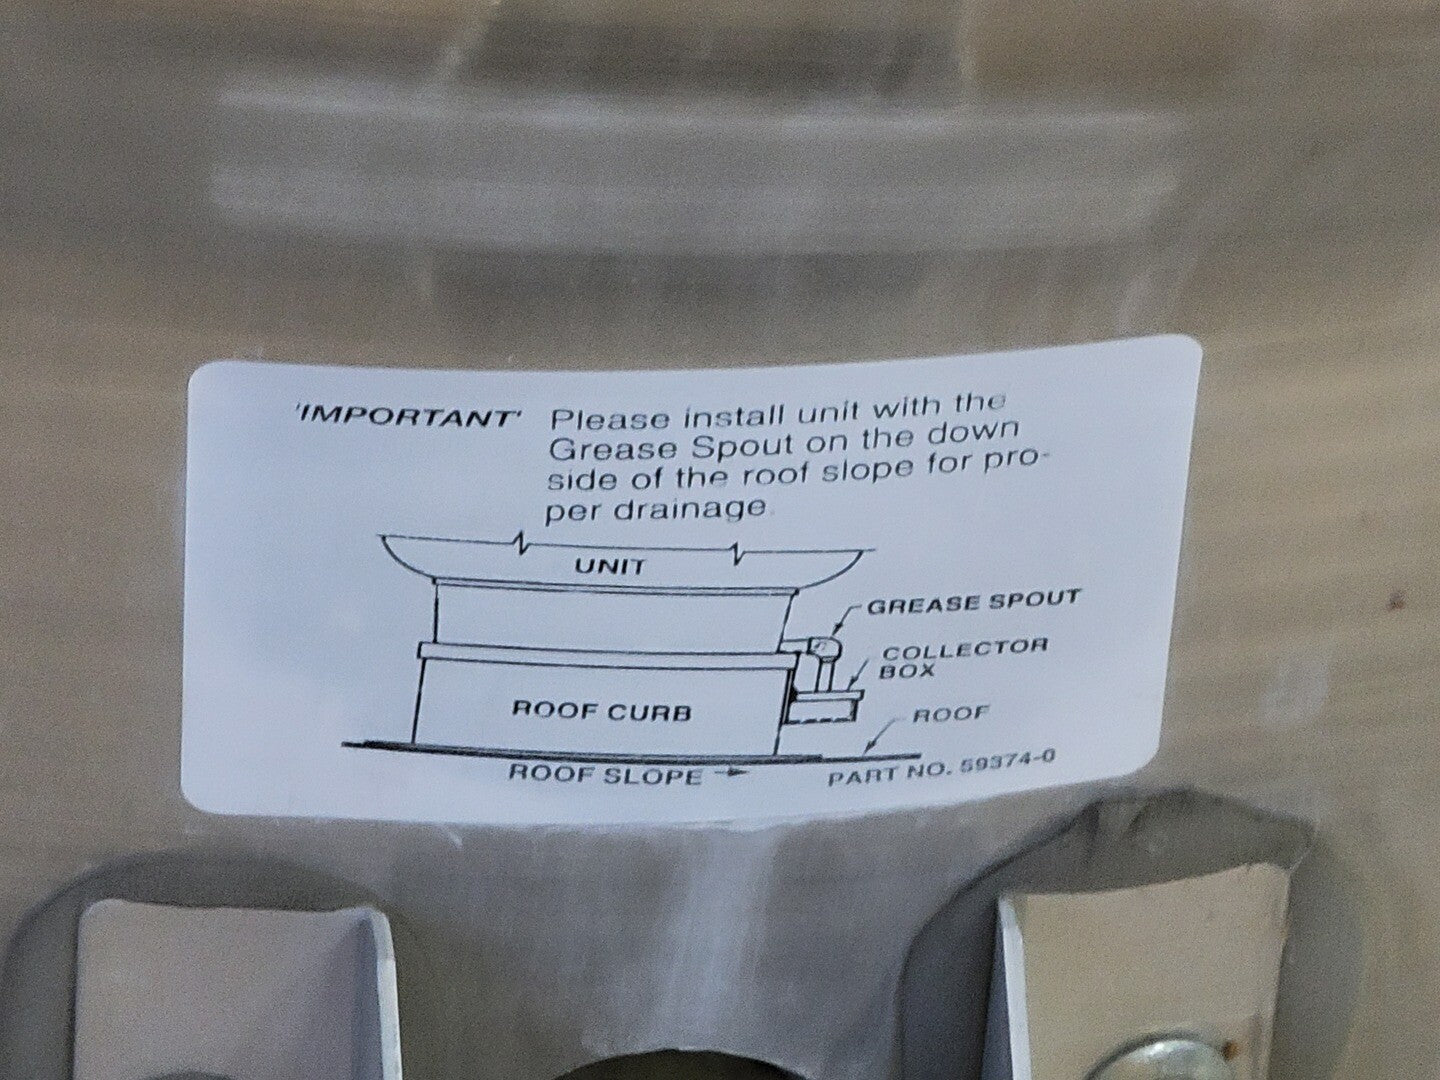 'IMPORTANT' Please install unit with the
Grease Spout on the down
side of the roof slope for pro-
per drainage.
UNIT
GREASE SPOUT
COLLECTOR
BOX
ROOF CURB
ROOF
ROOF SLOPE
PART NO. 59374-0